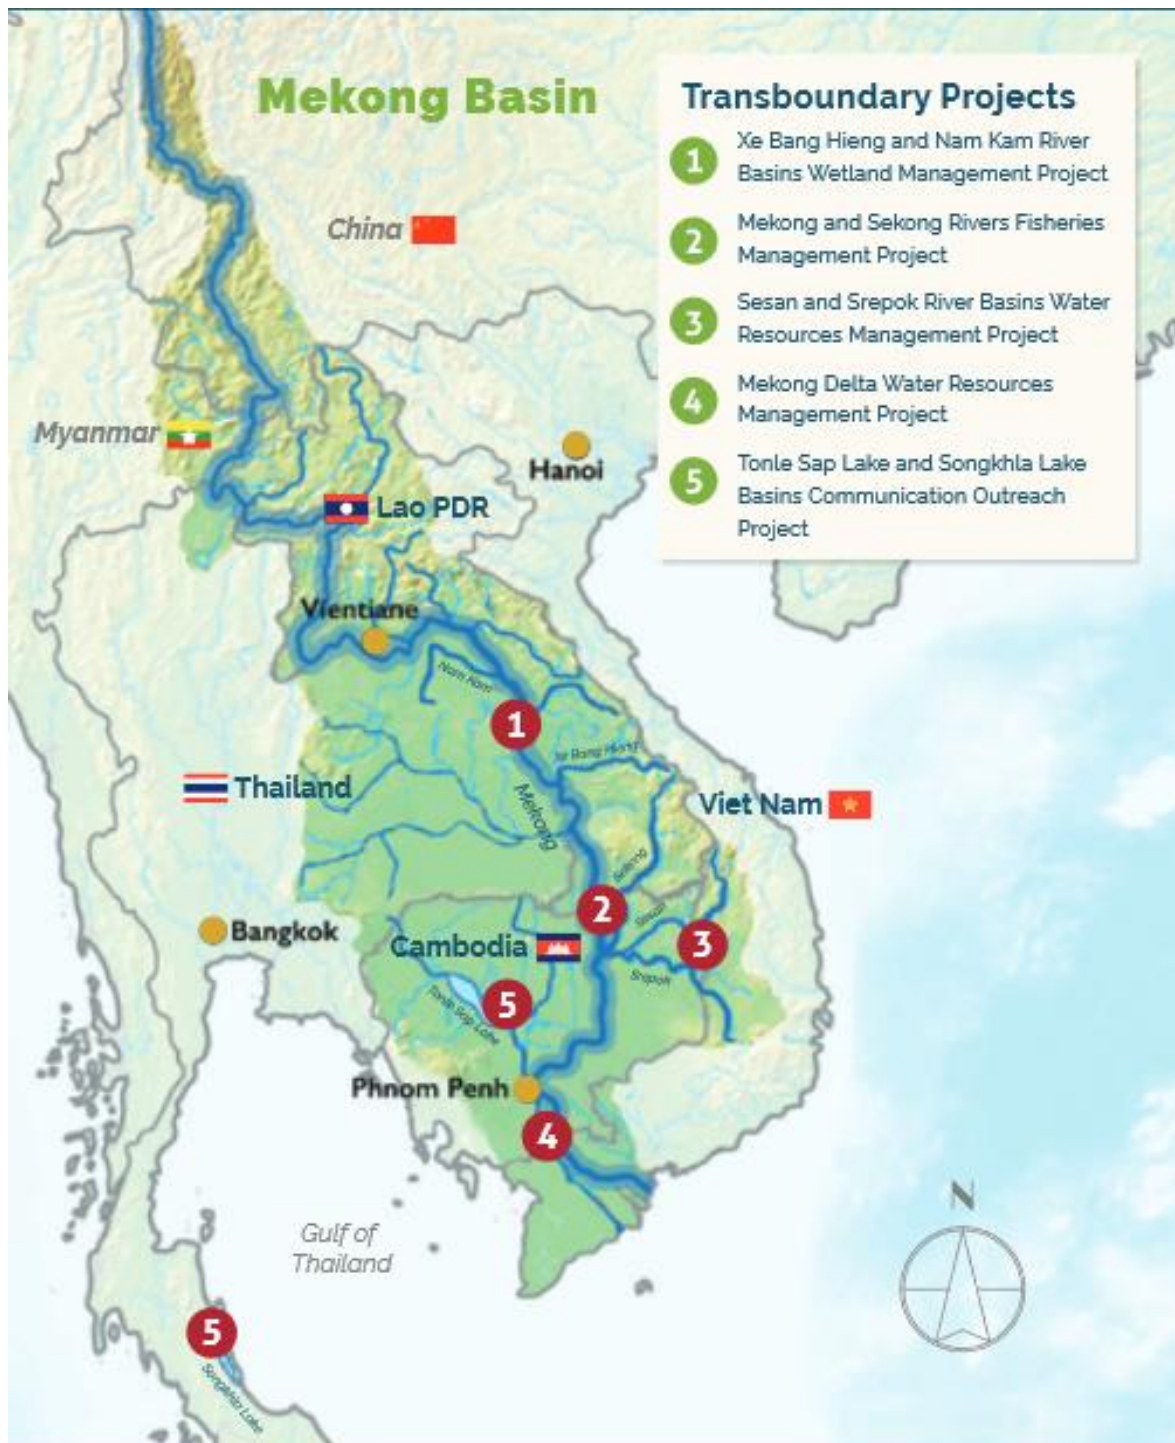 Mekong Basin
Transboundary Projects
1
Xe Bang Hieng and Nam Kam River
Basins Wetland Management Project
2
Mekong and Sekong Rivers Fisheries
Management Project
3
Sesan and Srepok River Basins Water
Resources Management Project
4
Mekong Delta Water Resources
Management Project
5
Tonle Sap Lake and Songkhla Lake
Basins Communication Outreach
Project
China
Myanmar
Hanoi
Lao PDR
Vientiane
Nam Kam
1
Xe Bang Hieng
Thailand
Mekong
Viet Nam
Sekong
2
Sesan
Bangkok
Cambodia
3
Srepok
5
Tonle Sap Lake
Phnom Penh
4
N
Gulf of
Thailand
5
Songkhla Lake